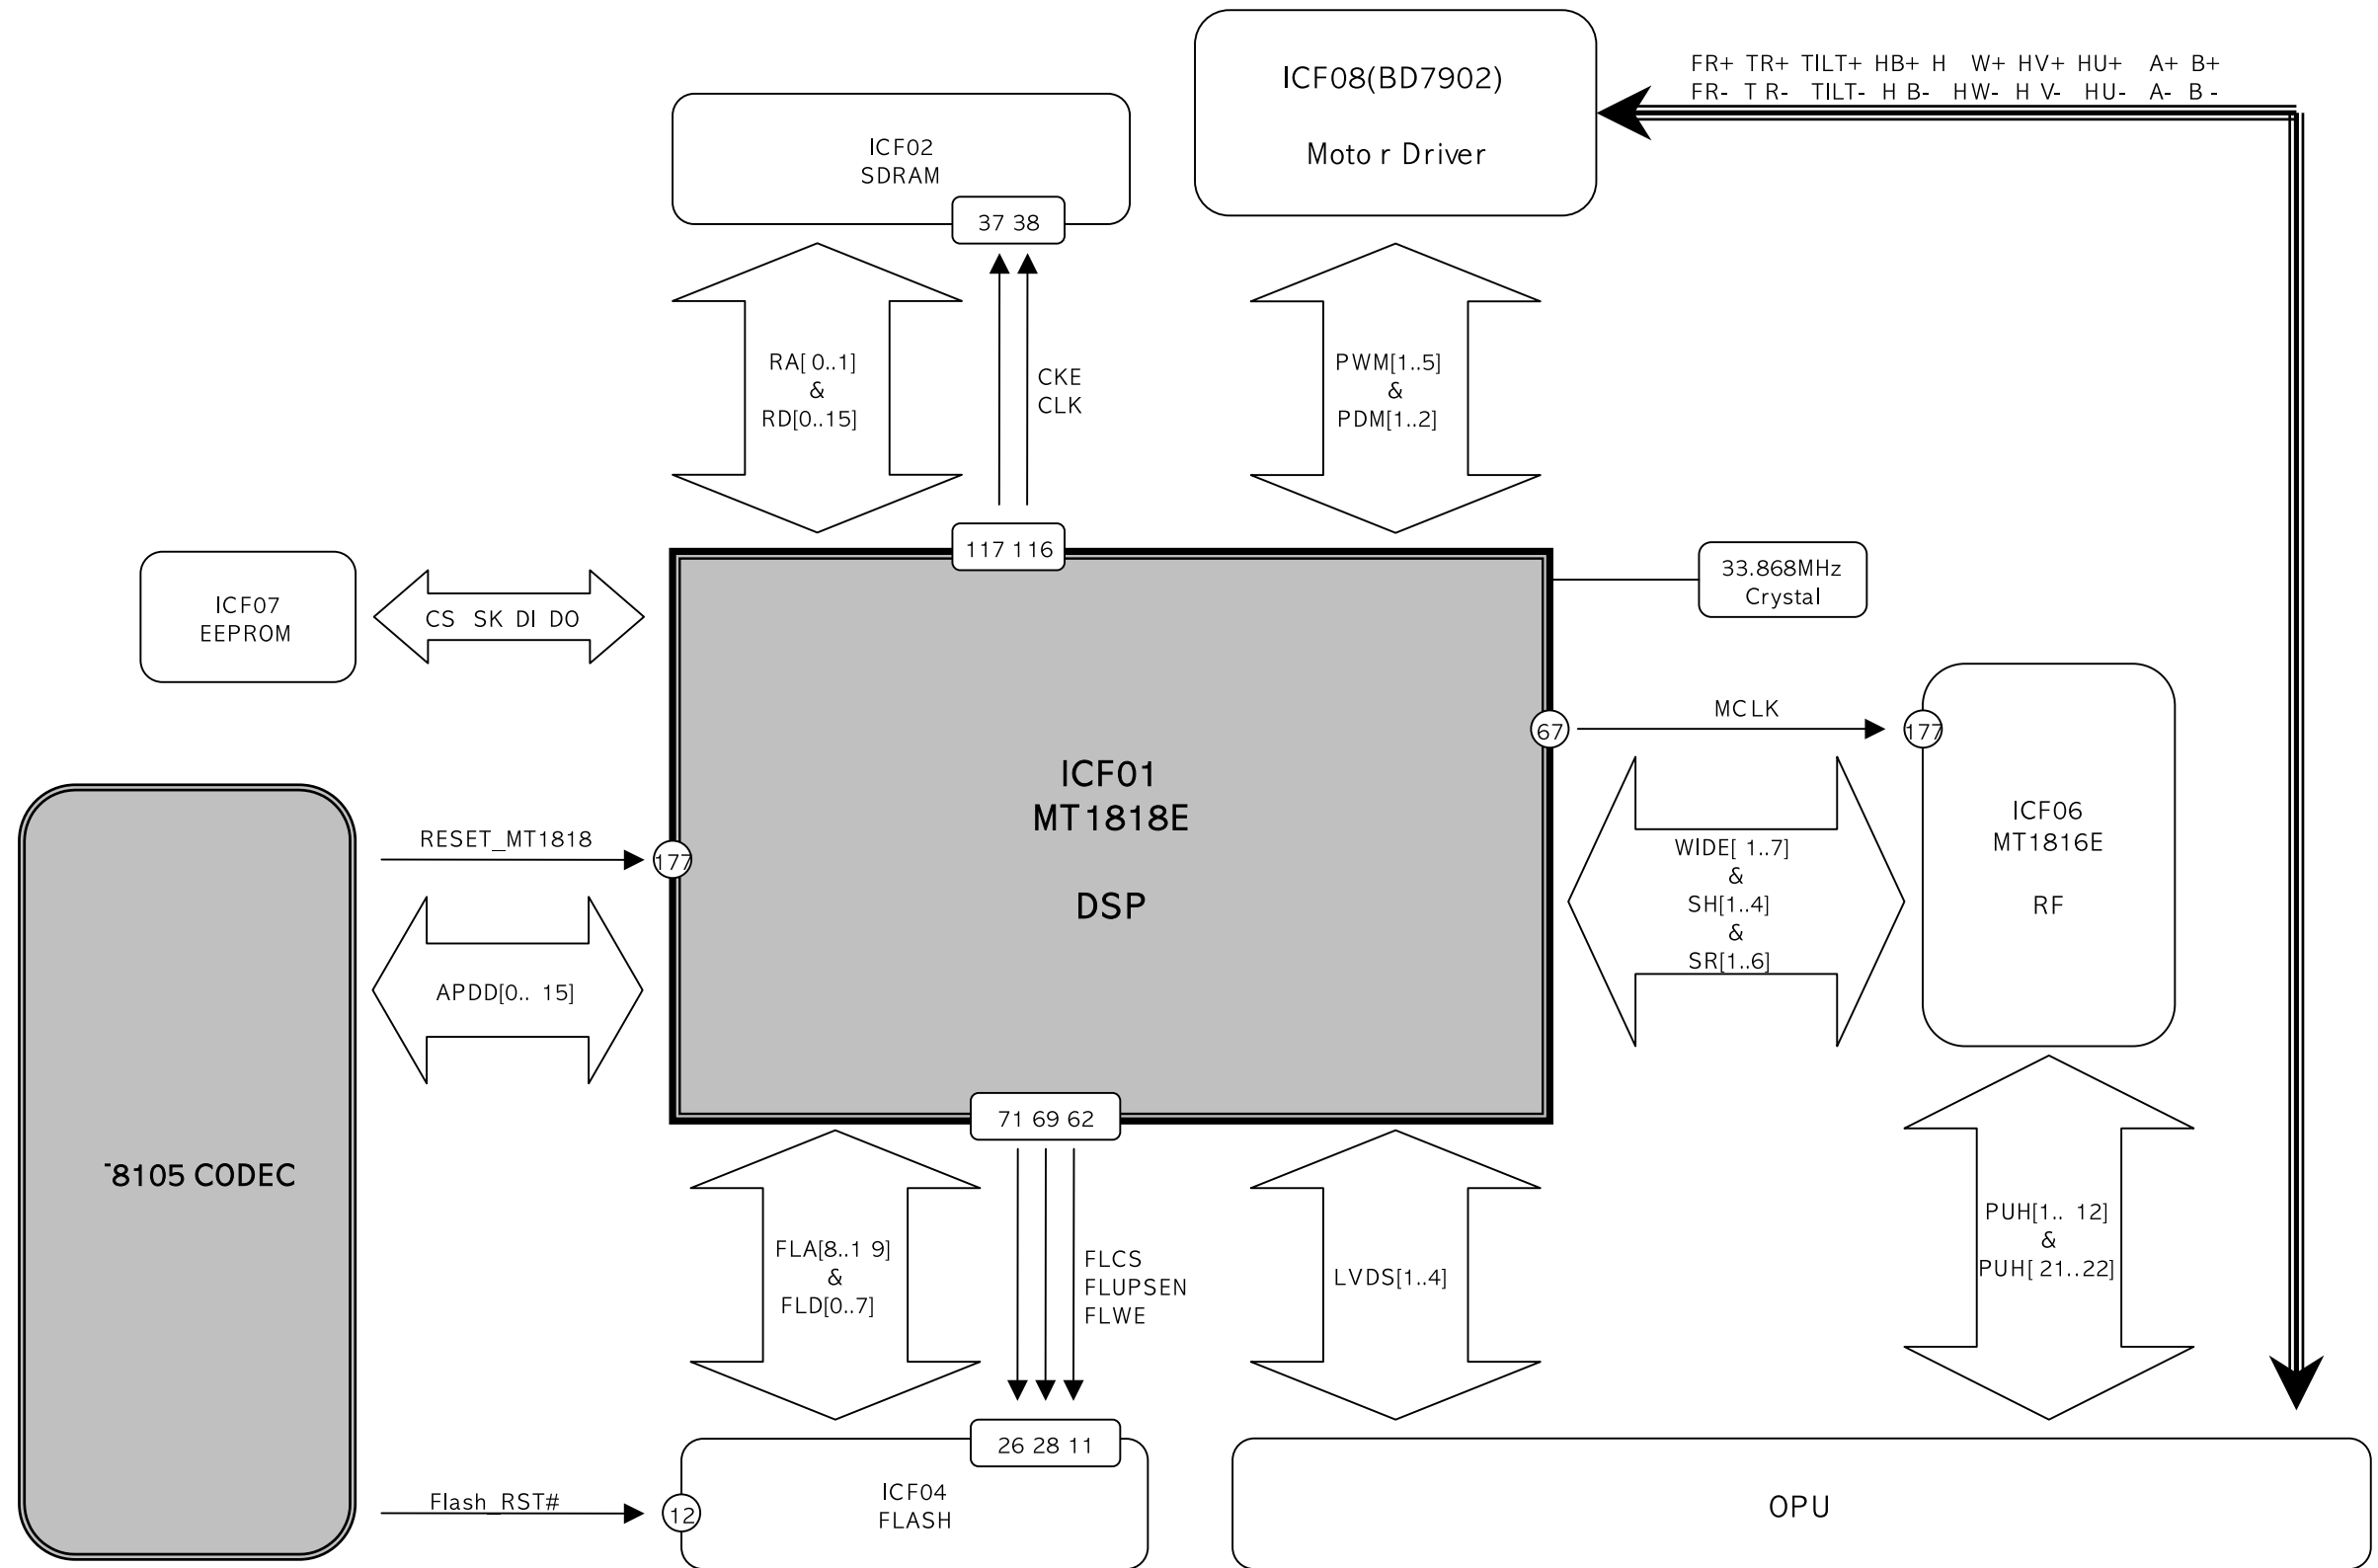 FR+ TR+ TILT+ HB+ H W+ HV+ HU+ A+ B+
FR- T R- TILT- H B- HW- H V- HU- A- B -
ICF08(BD7902)
Moto r Driver
ICF02
SDRAM
37 38
RA[ 0..1]
&
RD[0..15]
CKE
CLK
PWM[1..5]
&
PDM[1..2]
117 116
33.868MHz
Crystal
ICF07
EEPROM
CS SK DI DO
MCLK
67
177
ICF01
MT1818E
DSP
ICF06
MT1816E
RF
RESET_MT1818
177
WIDE[ 1..7]
&
SH[1..4]
&
SR[1..6]
APDD[0.. 15]
71 69 62
8105 CODEC
FLA[8..1 9]
&
FLD[0..7]
FLCS
FLUPSEN
FLWE
LVDS[1..4]
PUH[1.. 12]
&
PUH[ 21..22]
26 28 11
Flash_RST#
12
ICF04
FLASH
OPU